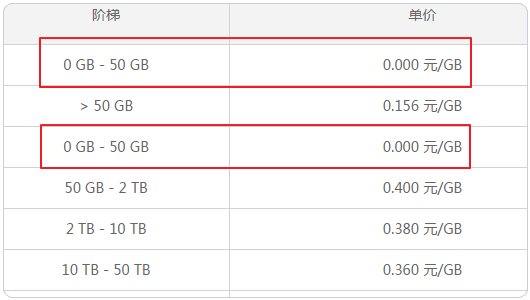 阶梯 单价
0 GB - 50 GB 0.000 元/GB
> 50 GB 0.156 元/GB
0 GB - 50 GB 0.000 元/GB
50 GB - 2 TB 0.400 元/GB
2 TB - 10 TB 0.380 元/GB
10 TB - 50 TB 0.360 元/GB